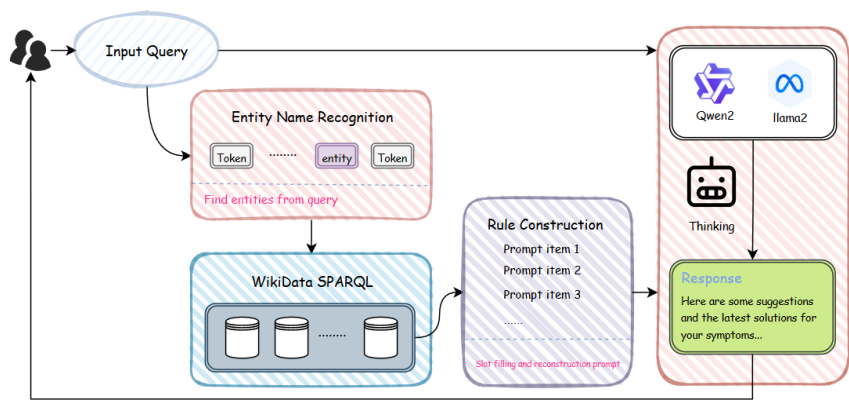 Input Query
Entity Name Recognition
Token ········ entity Token
Find entities from query
WikiData SPARQL
········
Rule Construction
Prompt item 1
Prompt item 2
Prompt item 3
......
Slot filling and reconstruction prompt
Qwen2 llama2
Thinking
Response
Here are some suggestions
and the latest solutions for
your symptoms...